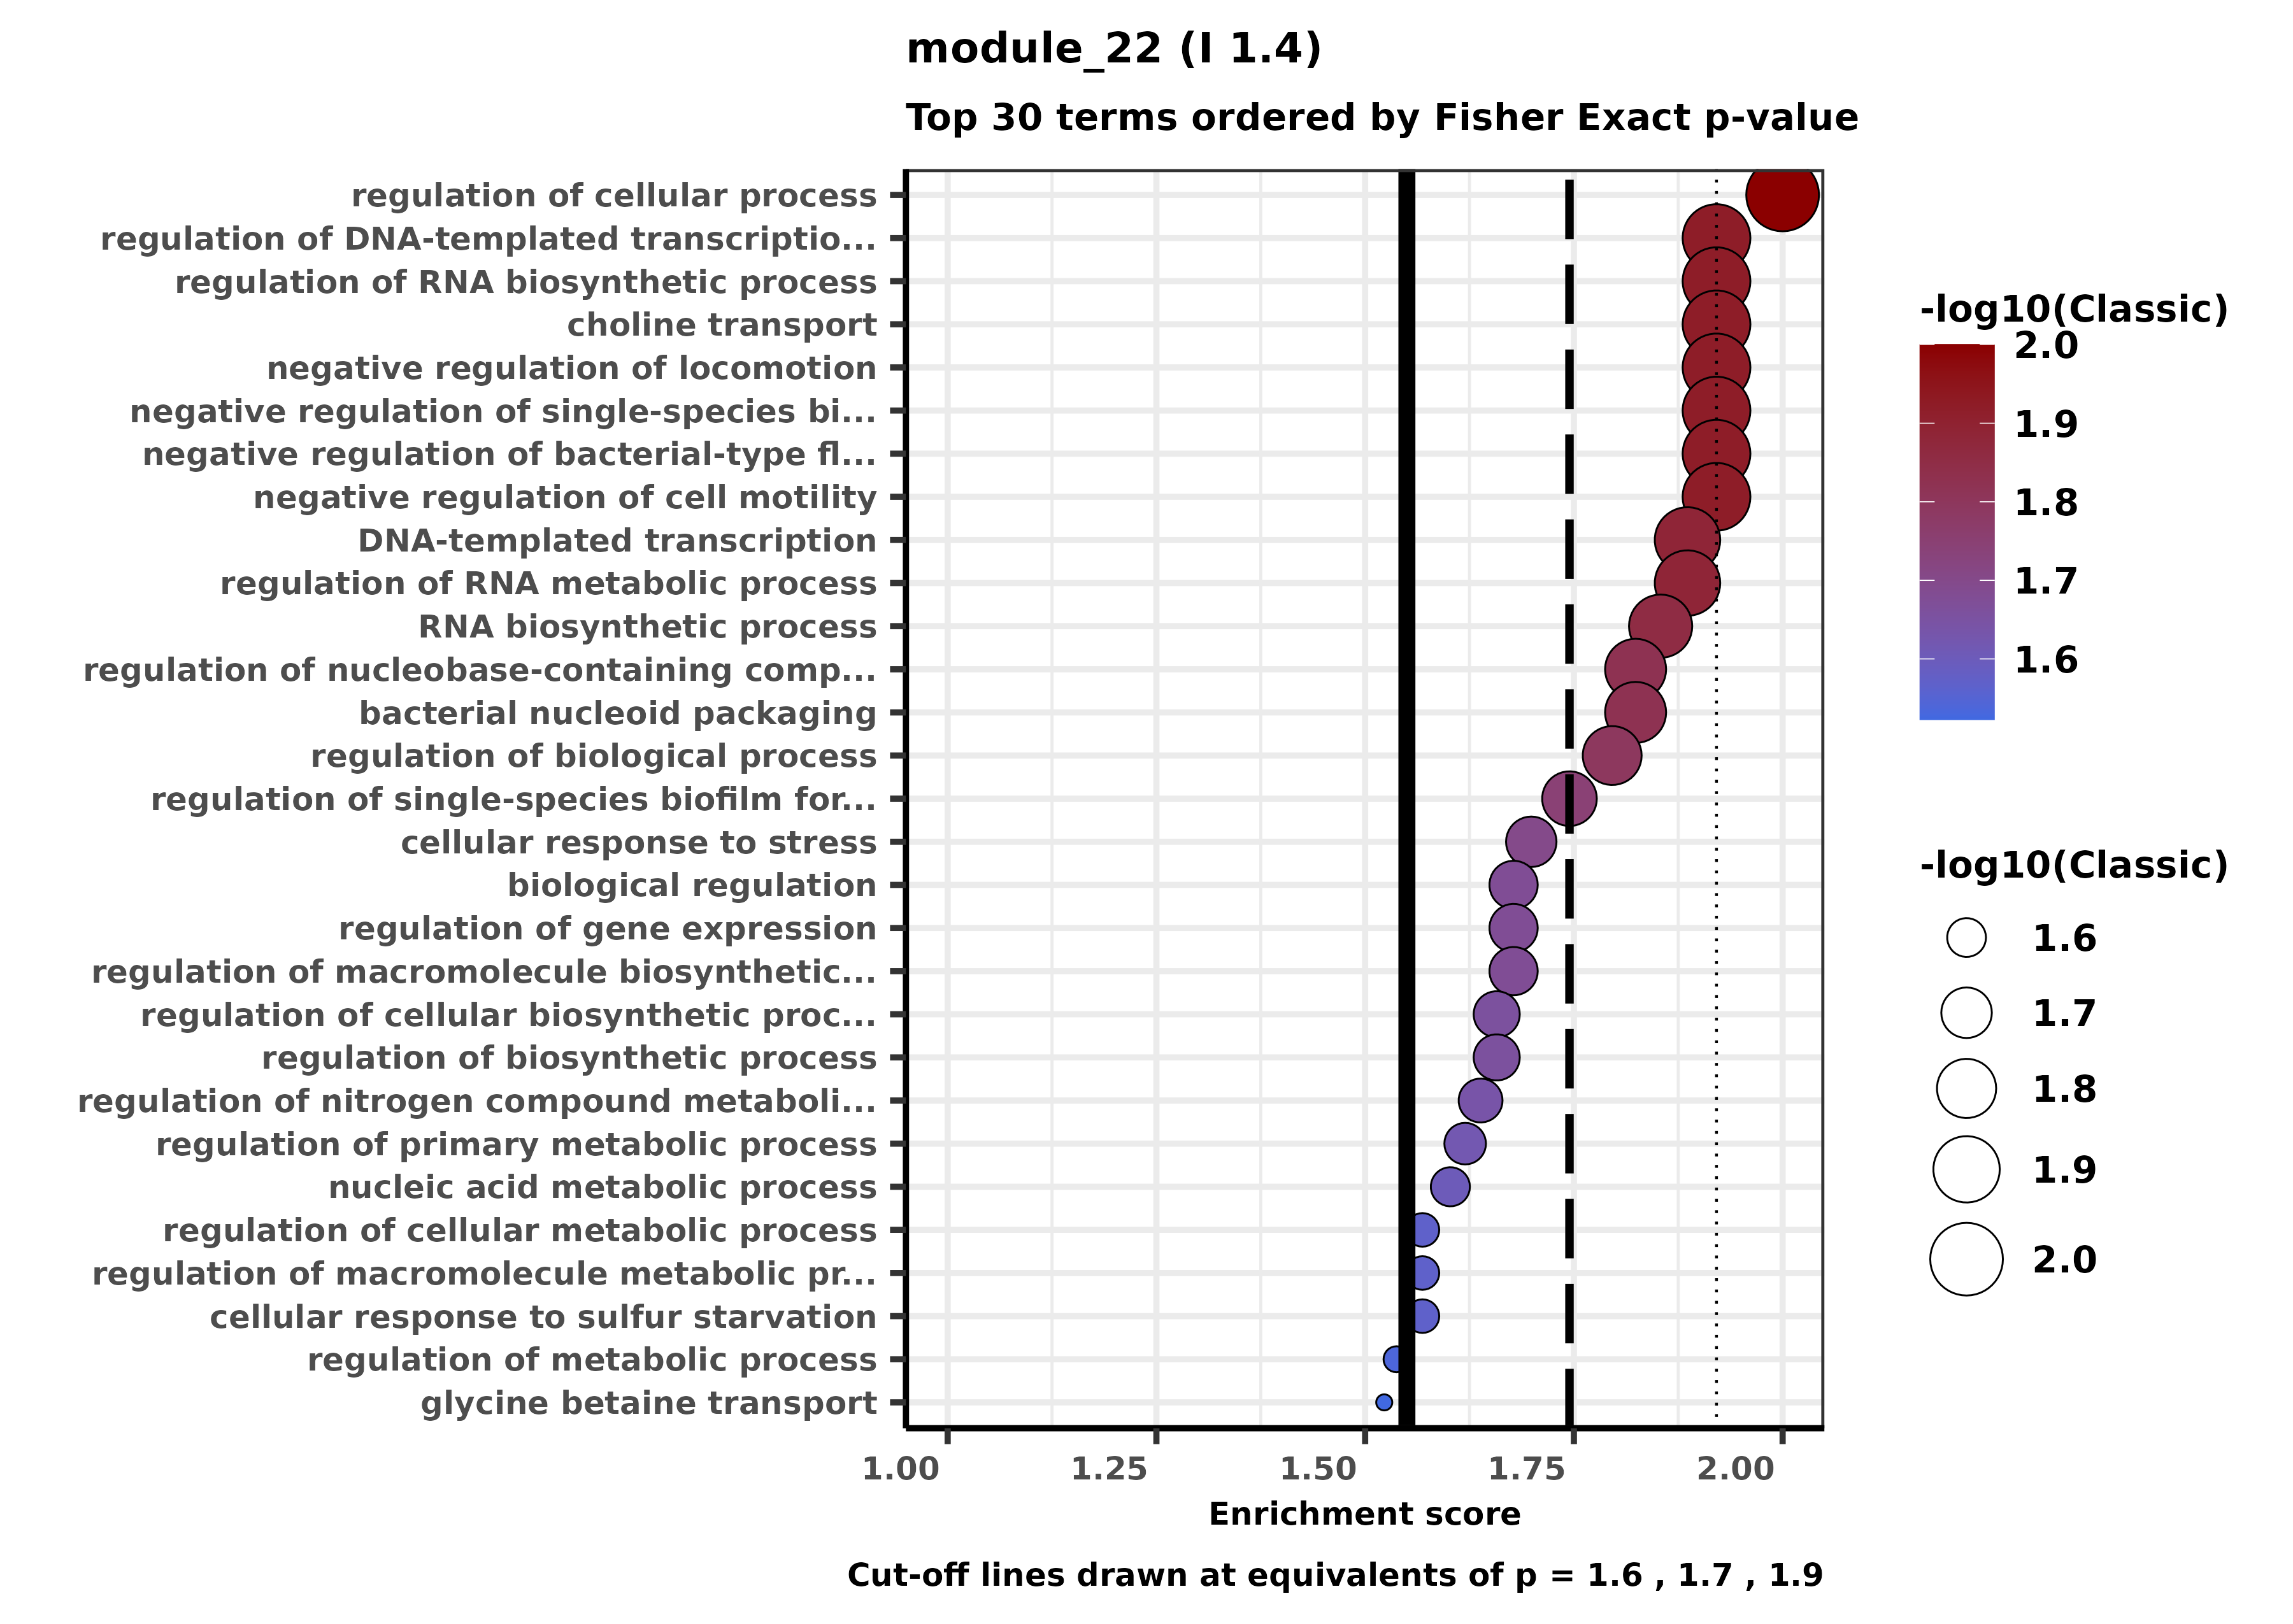 module_22 (I 1.4)
Top 30 terms ordered by Fisher Exact p-value
regulation of cellular process
regulation of DNA-templated transcriptio...
regulation of RNA biosynthetic process
choline transport
negative regulation of locomotion
negative regulation of single-species bi...
negative regulation of bacterial-type fl...
negative regulation of cell motility
DNA-templated transcription
regulation of RNA metabolic process
RNA biosynthetic process
regulation of nucleobase-containing comp...
bacterial nucleoid packaging
regulation of biological process
regulation of single-species biofilm for...
cellular response to stress
biological regulation
regulation of gene expression
regulation of macromolecule biosynthetic...
regulation of cellular biosynthetic proc...
regulation of biosynthetic process
regulation of nitrogen compound metaboli...
regulation of primary metabolic process
nucleic acid metabolic process
regulation of cellular metabolic process
regulation of macromolecule metabolic pr...
cellular response to sulfur starvation
regulation of metabolic process
glycine betaine transport
1.00 1.25 1.50 1.75 2.00
Enrichment score
Cut-off lines drawn at equivalents of p = 1.6 , 1.7 , 1.9
-log10(Classic)
2.0
1.9
1.8
1.7
1.6
-log10(Classic)
1.6
1.7
1.8
1.9
2.0